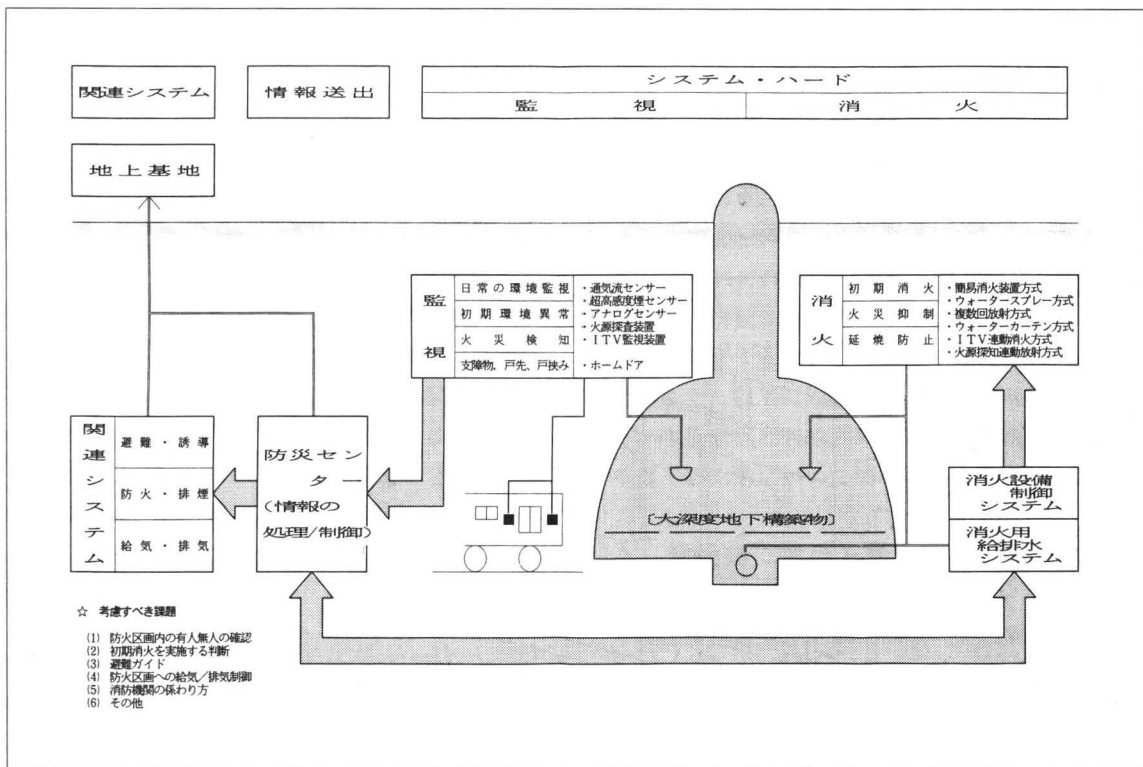 関連システム
情報送出
システム・ハード
監視
消火
地上基地
監視
日常の環境監視
初期環境異常
火災検知
支障物，戸先，戸挟み
・通気流センサー
・超高感度煙センサー
・アナログセンサー
・火源探査装置
・ＩＴＶ監視装置
・ホームドア
消火
初期消火
火災抑制
延焼防止
・簡易消火装置方式
・ウォータースプレー方式
・複数回放射方式
・ウォーターカーテン方式
・ＩＴＶ連動消火方式
・火源探知連動放射方式
関連システム
避難・誘導
防火・排煙
給気・排気
防災セン
ター
(情報の
処理/制御)
〔大深度地下構築物〕
消火設備
制御
システム
消火用
給排水
システム
☆ 考慮すべき課題
(1) 防火区画内の有人無人の確認
(2) 初期消火を実施する判断
(3) 避難ガイド
(4) 防火区画への給気／排気制御
(5) 消防機関の係わり方
(6) その他